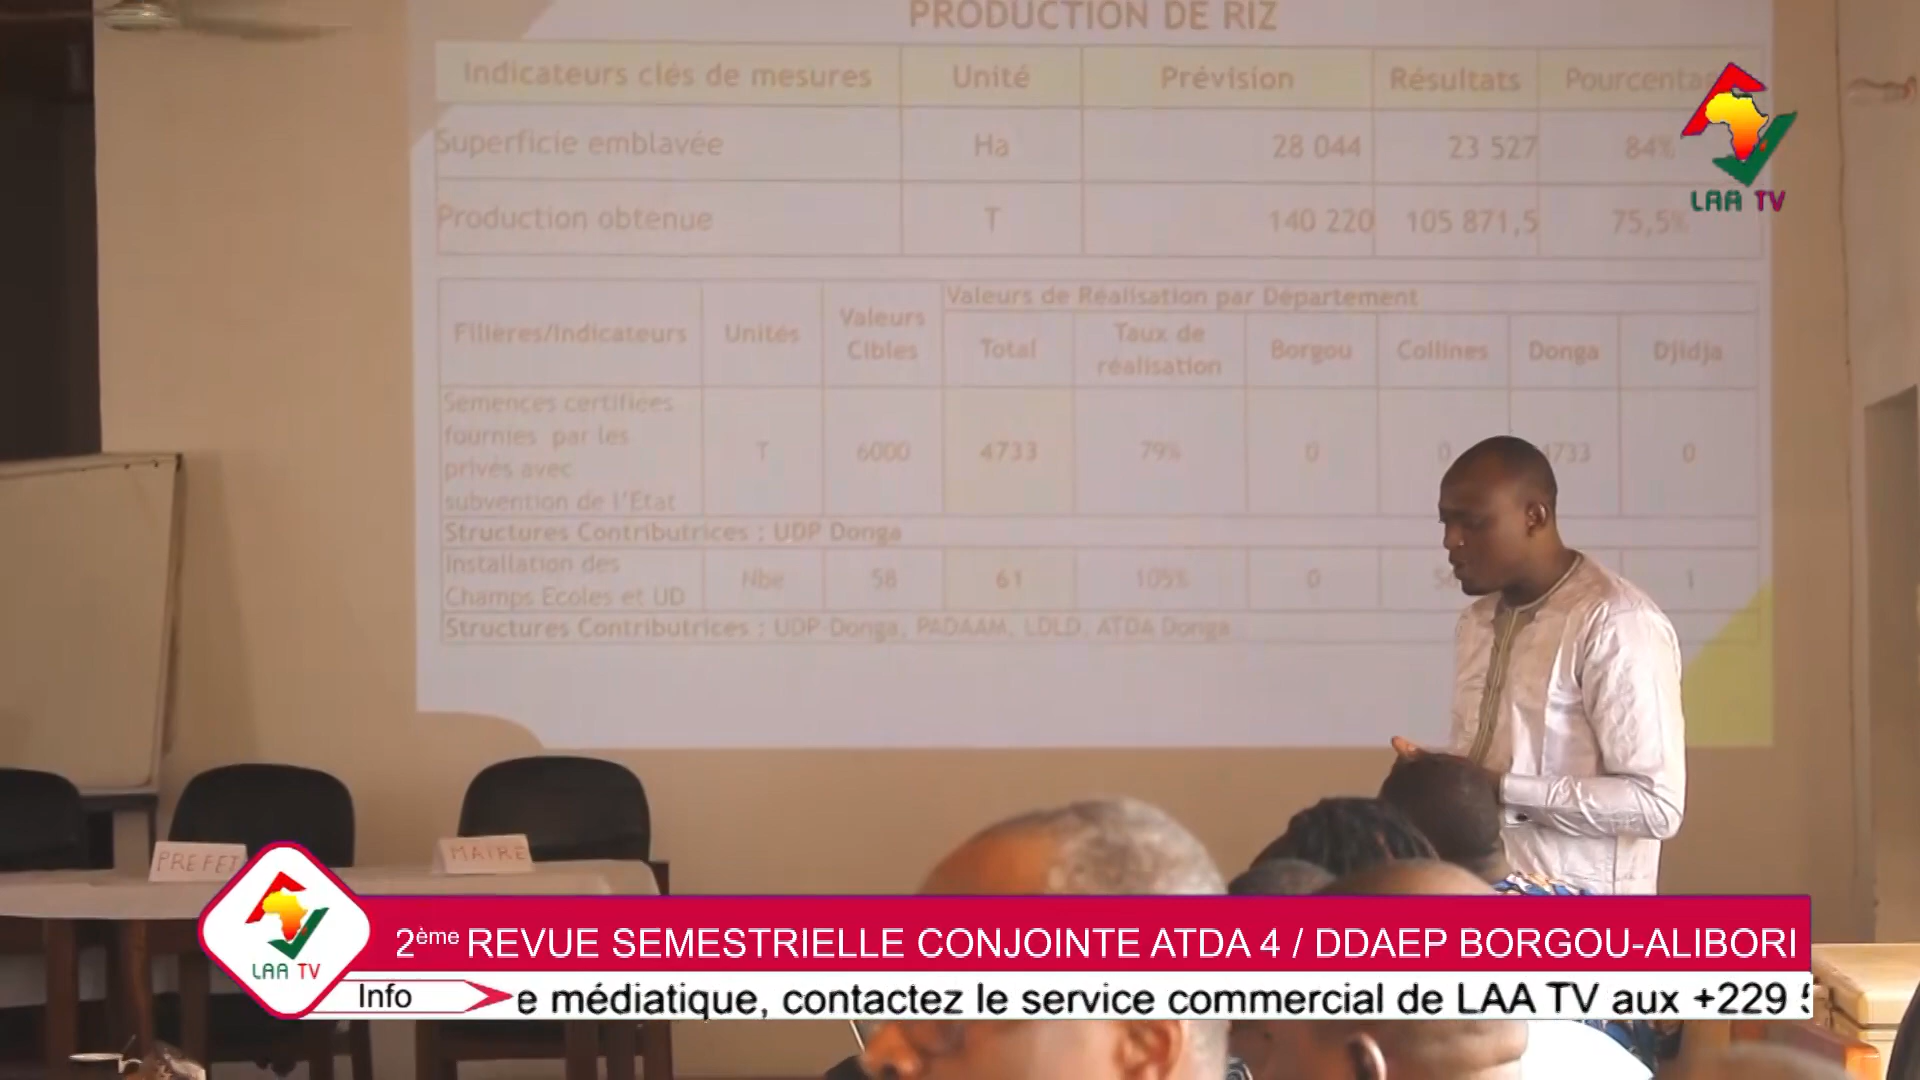 PRODUCTION DE RIZ
Indicateurs clés de mesures Unité Prévision Résultats
Superficie emblavée Ha 28 044 23 527 84%
Production obtenue T 140 220 105 871,5 75,5%
LAA TV
Valeurs de Réalisation par Département
Filières/Indicateurs Unités Valeurs Cibles Total Taux de réalisation Borgou Collines Donga Djidja
Semences certifiées
fournies par les
privés avec
subvention de l'Etat
T 6000 4733 79% 0 0 4733 0
Structures Contributrices : UDP Donga
Installation des
Champs Ecoles et UD
Nbe 58 61 105% 0 1
Structures Contributrices : UDP Donga, PADAAM, LDLD, ATDA Donga
PREFET
MAIRE
2ème REVUE SEMESTRIELLE CONJOINTE ATDA 4 / DDAEP BORGOU-ALIBORI
LAA TV
Info
e médiatique, contactez le service commercial de LAA TV aux +229